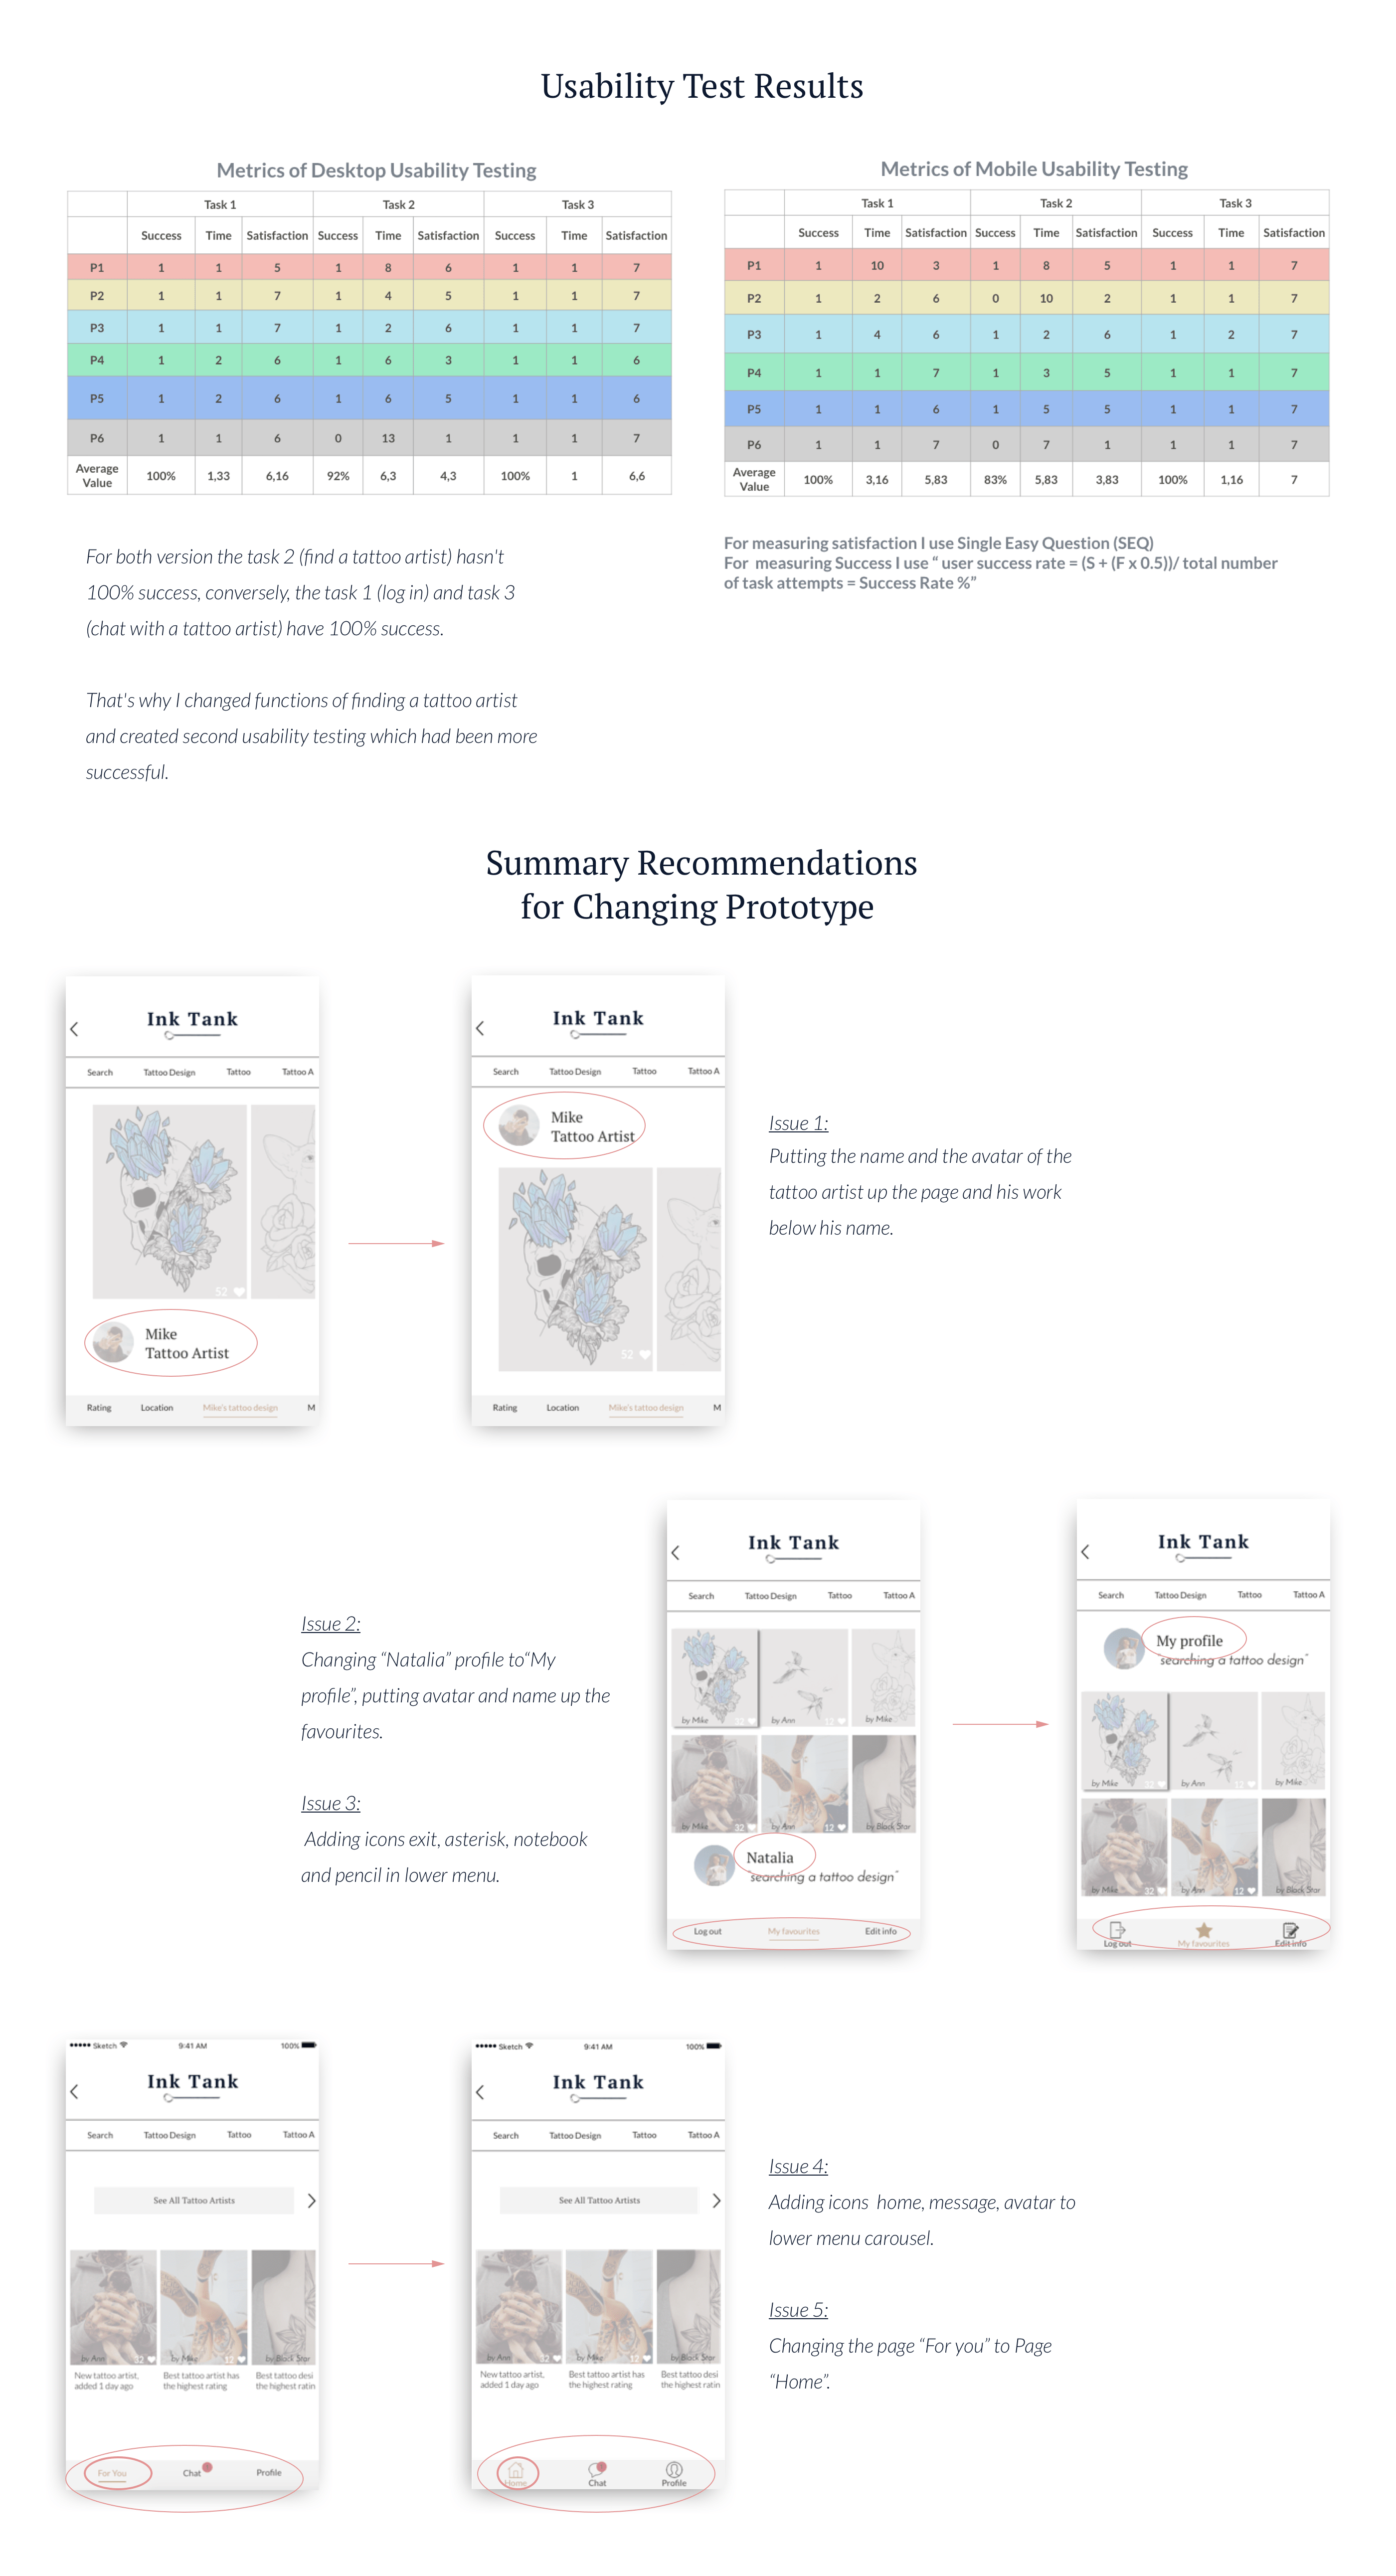 Usability Test Results
Metrics of Desktop Usability Testing
Task 1 Task 2 Task 3
Success Time Satisfaction Success Time Satisfaction Success Time Satisfaction
P1 1 1 5 1 8 6 1 1 7
P2 1 1 7 1 4 5 1 1 7
P3 1 1 7 1 2 6 1 1 7
P4 1 2 6 1 6 3 1 1 6
P5 1 2 6 1 6 5 1 1 6
P6 1 1 6 0 13 1 1 1 7
Average
Value 100% 1,33 6,16 92% 6,3 4,3 100% 1 6,6
Metrics of Mobile Usability Testing
Task 1 Task 2 Task 3
Success Time Satisfaction Success Time Satisfaction Success Time Satisfaction
P1 1 10 3 1 8 5 1 1 7
P2 1 2 6 0 10 2 1 1 7
P3 1 4 6 1 2 6 1 2 7
P4 1 1 7 1 3 5 1 1 7
P5 1 1 6 1 5 5 1 1 7
P6 1 1 7 0 7 1 1 1 7
Average
Value 100% 3,16 5,83 83% 5,83 3,83 100% 1,16 7
For both version the task 2 (find a tattoo artist) hasn't
100% success, conversely, the task 1 (log in) and task 3
(chat with a tattoo artist) have 100% success.
That's why I changed functions of finding a tattoo artist
and created second usability testing which had been more
successful.
For measuring satisfaction I use Single Easy Question (SEQ)
For measuring Success I use “ user success rate = (S + (F x 0.5))/ total number
of task attempts = Success Rate %”
Summary Recommendations
for Changing Prototype
Ink Tank
Search Tattoo Design Tattoo Tattoo A
52
Mike
Tattoo Artist
Rating Location Mike's tattoo design M
Ink Tank
Search Tattoo Design Tattoo Tattoo A
Mike
Tattoo Artist
52
Rating Location Mike's tattoo design M
Issue 1:
Putting the name and the avatar of the
tattoo artist up the page and his work
below his name.
Issue 2:
Changing “Natalia” profile to“My
profile”, putting avatar and name up the
favourites.
Issue 3:
Adding icons exit, asterisk, notebook
and pencil in lower menu.
Ink Tank
Search Tattoo Design Tattoo Tattoo A
by Mike 32 by Ann 12 by Mike
by Mike 32 by Ann 12 by Black Star
Natalia
“searching a tattoo design”
Log out My favourites Edit info
Ink Tank
Search Tattoo Design Tattoo Tattoo A
My profile
“searching a tattoo design”
by Mike 32 by Ann 12 by Mike
by Mike 32 by Ann 12 by Black Star
Log out My favourites Edit info
Sketch 9:41 AM 100%
Ink Tank
Search Tattoo Design Tattoo Tattoo A
See All Tattoo Artists
by Ann 32 by Mike 12 by Black Star
New tattoo artist,
added 1 day ago
Best tattoo artist has
the highest rating
Best tattoo desi
the highest ratin
For You Chat Profile
Sketch 9:41 AM 100%
Ink Tank
Search Tattoo Design Tattoo Tattoo A
See All Tattoo Artists
by Ann 32 by Mike 12 by Black Star
New tattoo artist,
added 1 day ago
Best tattoo artist has
the highest rating
Best tattoo desi
the highest ratin
Home Chat Profile
Issue 4:
Adding icons home, message, avatar to
lower menu carousel.
Issue 5:
Changing the page “For you” to Page
“Home”.